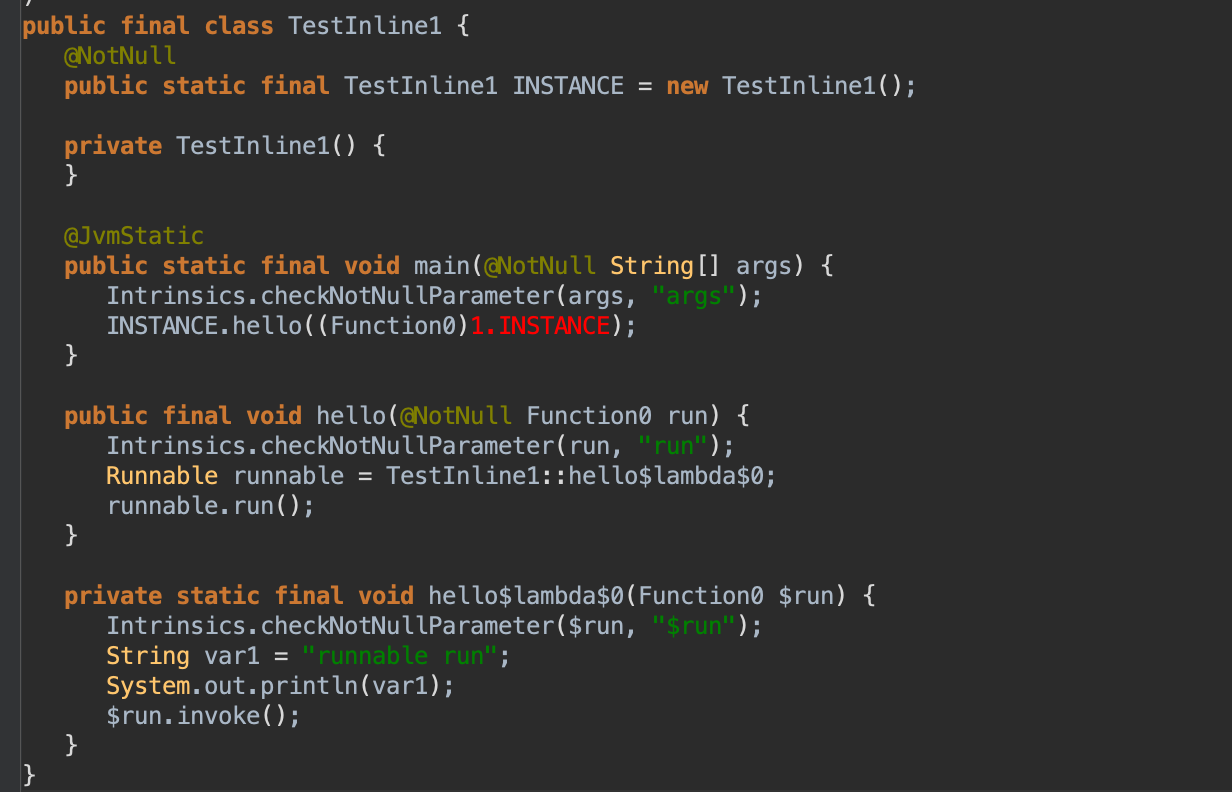 public final class TestInline1 {
@NotNull
public static final TestInline1 INSTANCE = new TestInline1();
private TestInline1() {
}
@JvmStatic
public static final void main(@NotNull String[] args) {
Intrinsics.checkNotNullParameter(args, "args");
INSTANCE.hello((Function0)1.INSTANCE);
}
public final void hello(@NotNull Function0 run) {
Intrinsics.checkNotNullParameter(run, "run");
Runnable runnable = TestInline1::hello$lambda$0;
runnable.run();
}
private static final void hello$lambda$0(Function0 $run) {
Intrinsics.checkNotNullParameter($run, "$run");
String var1 = "runnable run";
System.out.println(var1);
$run.invoke();
}
}